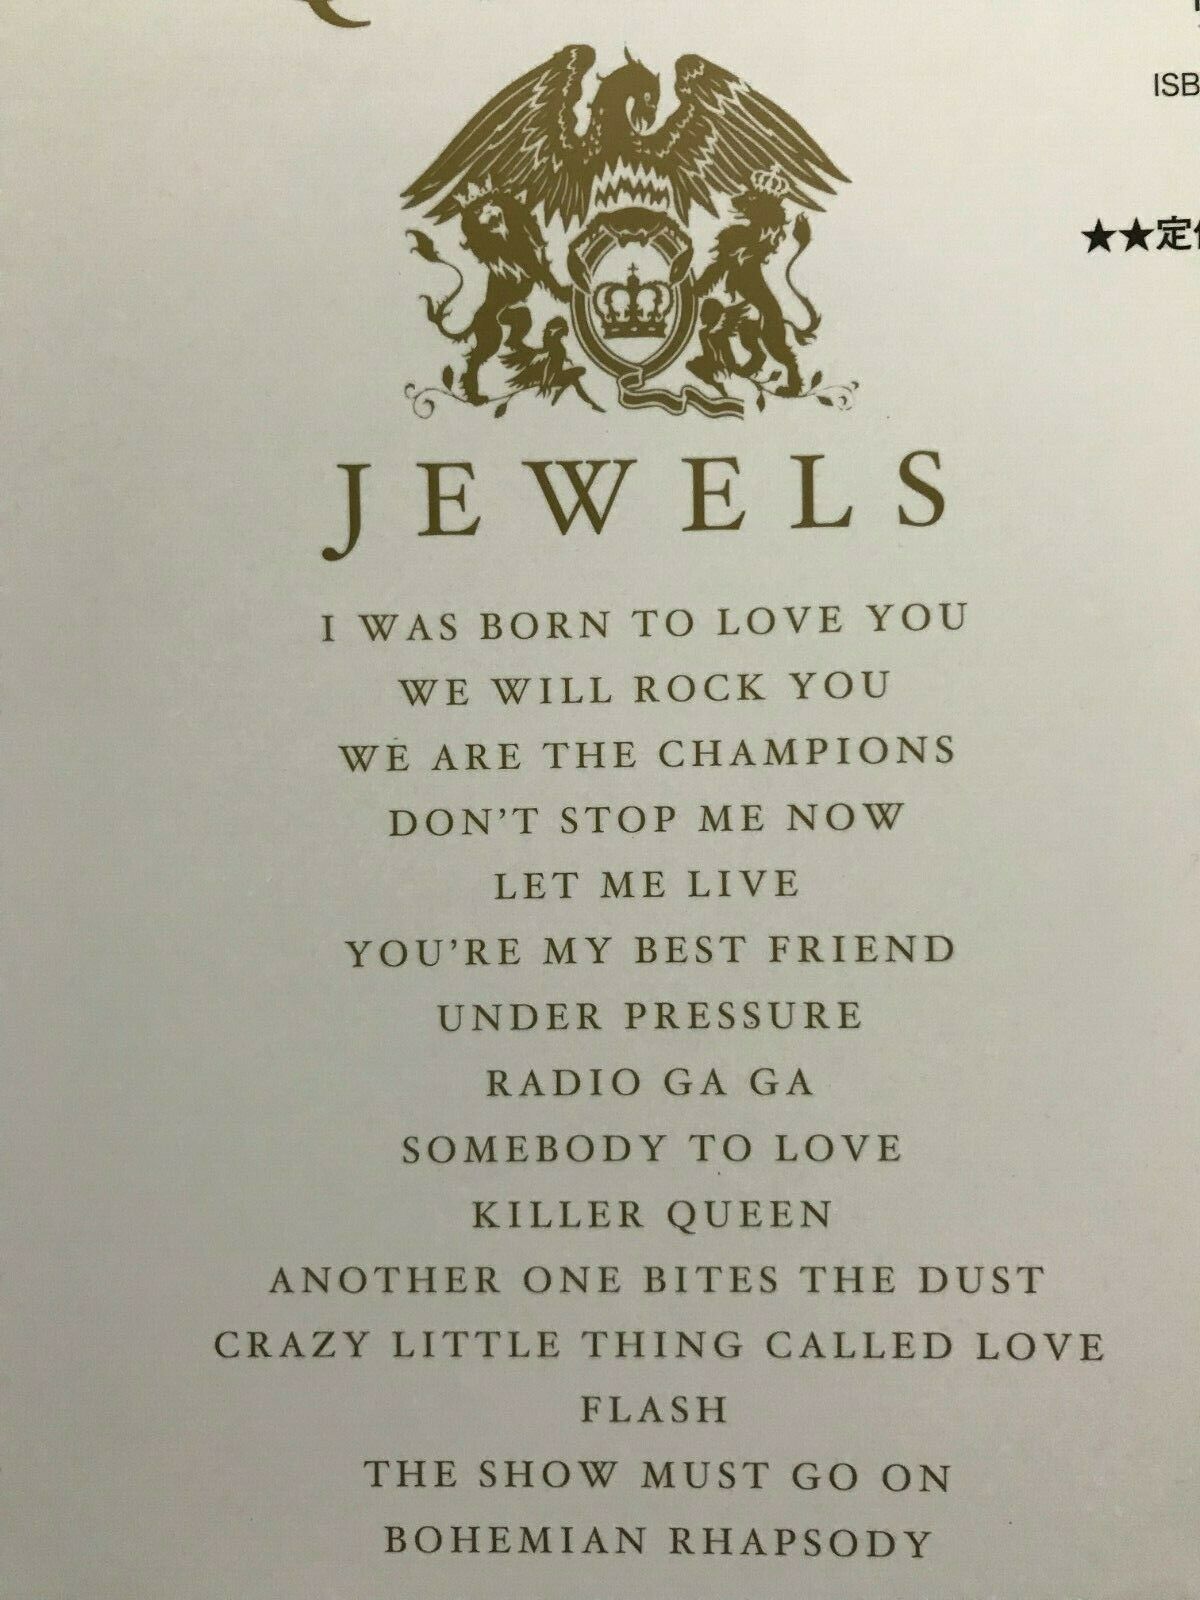 ISB
★★定
JEWELS
I WAS BORN TO LOVE YOU
WE WILL ROCK YOU
WE ARE THE CHAMPIONS
DON'T STOP ME NOW
LET ME LIVE
YOU'RE MY BEST FRIEND
UNDER PRESSURE
RADIO GA GA
SOMEBODY TO LOVE
KILLER QUEEN
ANOTHER ONE BITES THE DUST
CRAZY LITTLE THING CALLED LOVE
FLASH
THE SHOW MUST GO ON
BOHEMIAN RHAPSODY